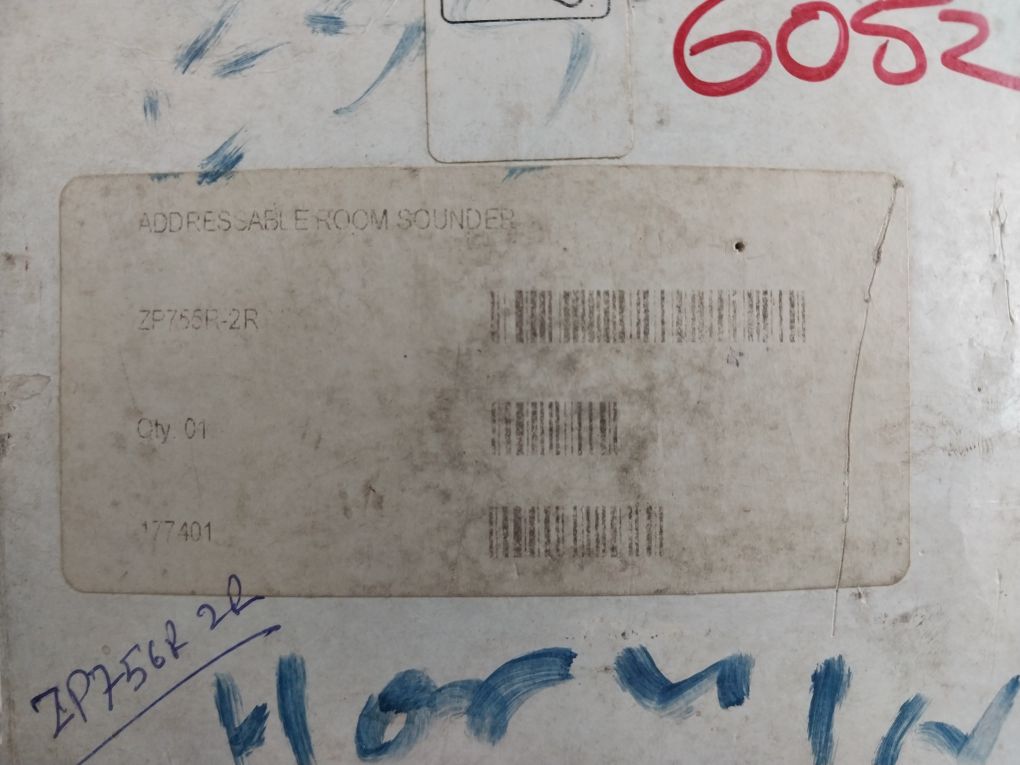 6052
ADDRESSABLE ROOM SOUNDER
ZP755R-2R
Qty. 01
177401
ZP756R 2R